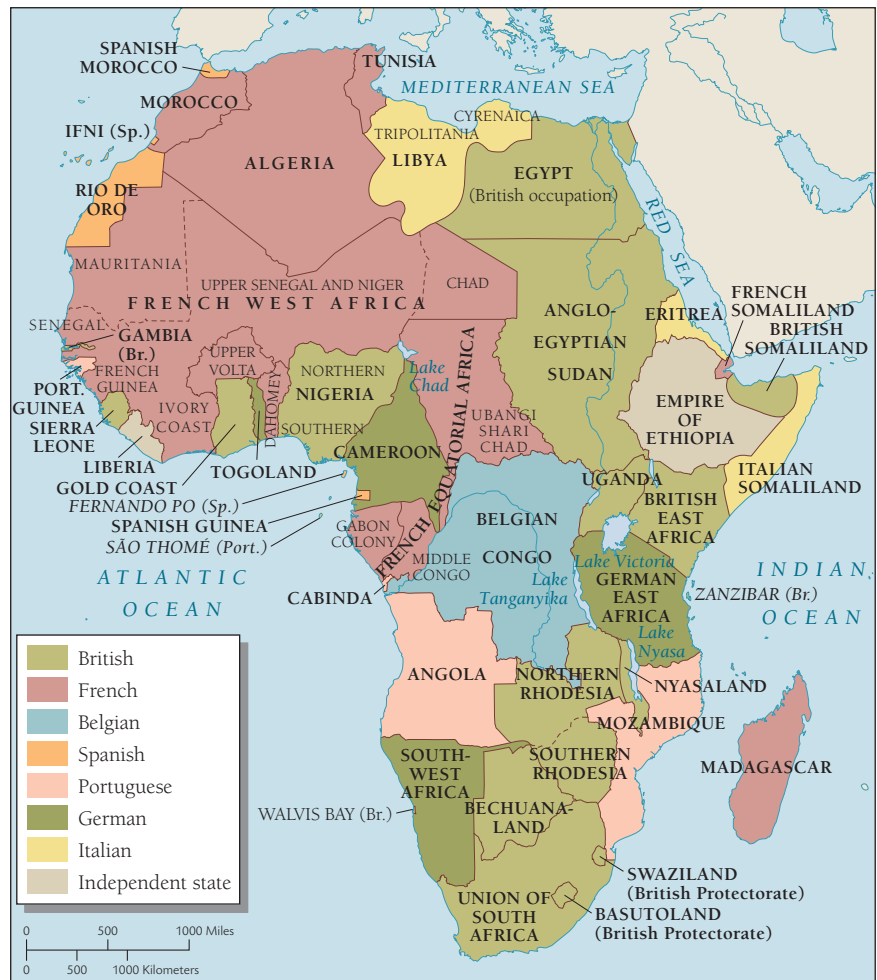 SPANISH
MOROCCO
TUNISIA
MEDITERRANEAN SEA
MOROCCO
CYRENAICA
IFNI (Sp.)
TRIPOLITANIA
ALGERIA
LIBYA
EGYPT
(British occupation)
RIO DE
ORO
RED SEA
MAURITANIA
UPPER SENEGAL AND NIGER
CHAD
FRENCH WEST AFRICA
FRENCH
SOMALILAND
BRITISH
SOMALILAND
ANGLO-
EGYPTIAN
SUDAN
ERITREA
SENEGAL
GAMBIA
(Br.)
UPPER
VOLTA
NORTHERN
NIGERIA
SOUTHERN
Lake
Chad
FRENCH
GUINEA
PORT.
GUINEA
SIERRA
LEONE
IVORY
COAST
DAHOMEY
UBANGI
SHARI
CHAD
EMPIRE OF
ETHIOPIA
CAMEROON
FRENCH EQUATORIAL AFRICA
LIBERIA
TOGOLAND
GOLD COAST
FERNANDO PO (Sp.)
SPANISH GUINEA
SÃO THOMÉ (Port.)
UGANDA
ITALIAN
SOMALILAND
BRITISH
EAST
AFRICA
BELGIAN
CONGO
GABON
COLONY
MIDDLE
CONGO
CABINDA
Lake Victoria
GERMAN
EAST
AFRICA
Lake
Tanganyika
ZANZIBAR (Br.)
Lake
Nyasa
ATLANTIC
OCEAN
INDIAN
OCEAN
ANGOLA
NORTHERN
RHODESIA
NYASALAND
MOZAMBIQUE
SOUTH-
WEST
AFRICA
SOUTHERN
RHODESIA
MADAGASCAR
WALVIS BAY (Br.)
BECHUANA-
LAND
SWAZILAND
(British Protectorate)
UNION OF
SOUTH
AFRICA
BASUTOLAND
(British Protectorate)
British
French
Belgian
Spanish
Portuguese
German
Italian
Independent state
0 500 1000 Miles
0 500 1000 Kilometers